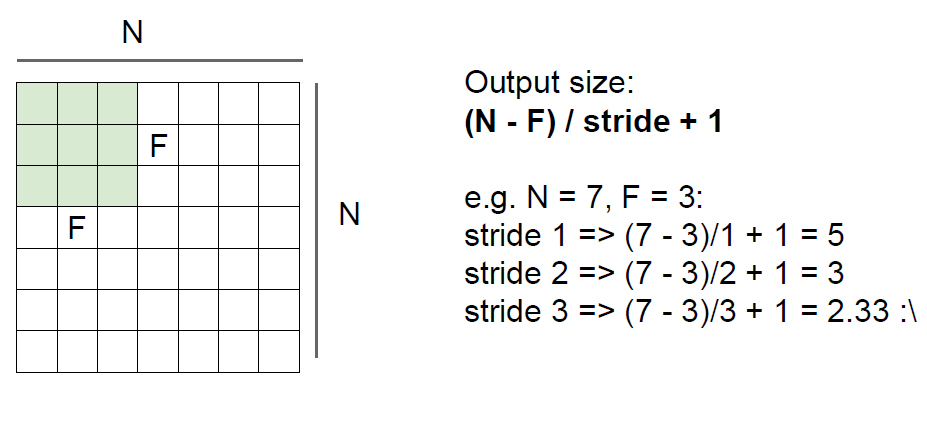 N
F
F
N
Output size:
(N - F) / stride + 1
e.g. N = 7, F = 3:
stride 1 => (7 - 3)/1 + 1 = 5
stride 2 => (7 - 3)/2 + 1 = 3
stride 3 => (7 - 3)/3 + 1 = 2.33 :\